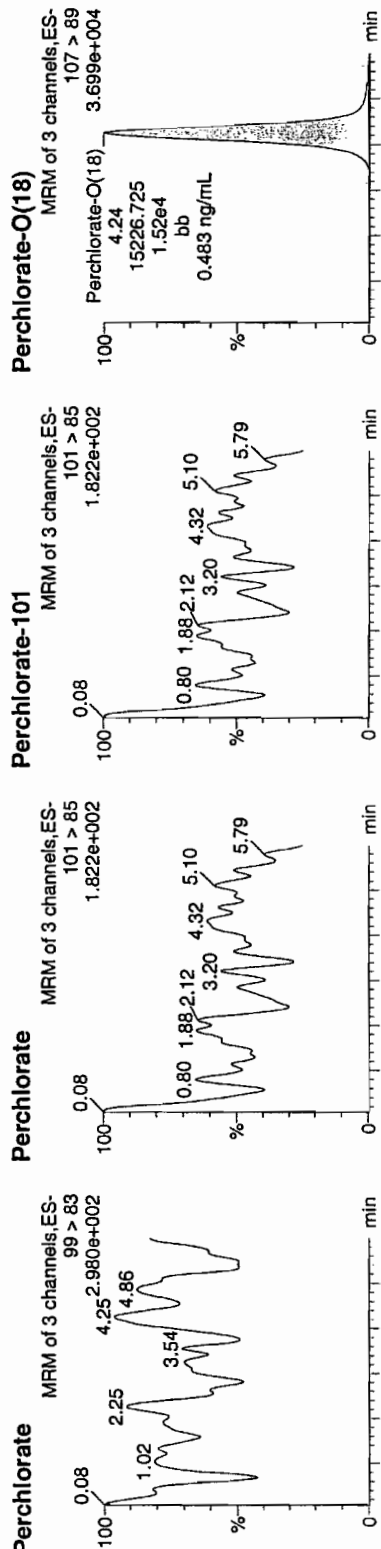 Perchlorate
MRM of 3 channels,ES-
99 > 83
2.980e+002
100
%
0
0.08
1.02
2.25
3.54
4.25
4.86
min
Perchlorate
MRM of 3 channels,ES-
101 > 85
1.822e+002
100
%
0
0.08
0.80
1.88
2.12
3.20
4.32
5.10
5.79
min
Perchlorate-101
MRM of 3 channels,ES-
101 > 85
1.822e+002
100
%
0
0.08
0.80
1.88
2.12
3.20
4.32
5.10
5.79
min
Perchlorate-O(18)
MRM of 3 channels,ES-
107 > 89
3.699e+004
100
%
0
Perchlorate-O(18)
4.24
15226.725
1.52e4
bb
0.483 ng/mL
min